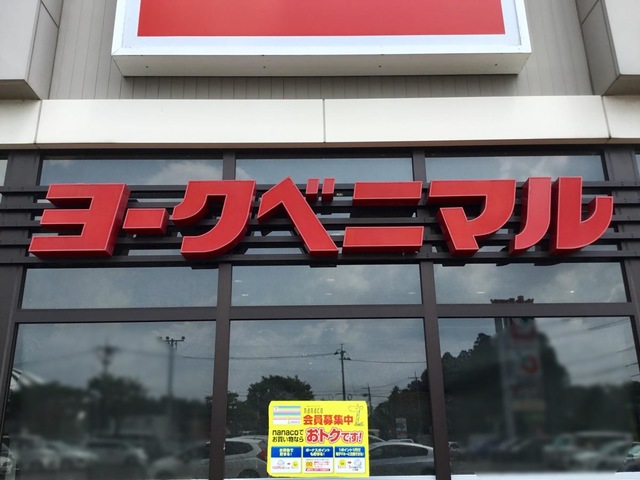 ヨークベニマル
nanaco
会員募集中
nanacoで
お買い物なら
おトクです!